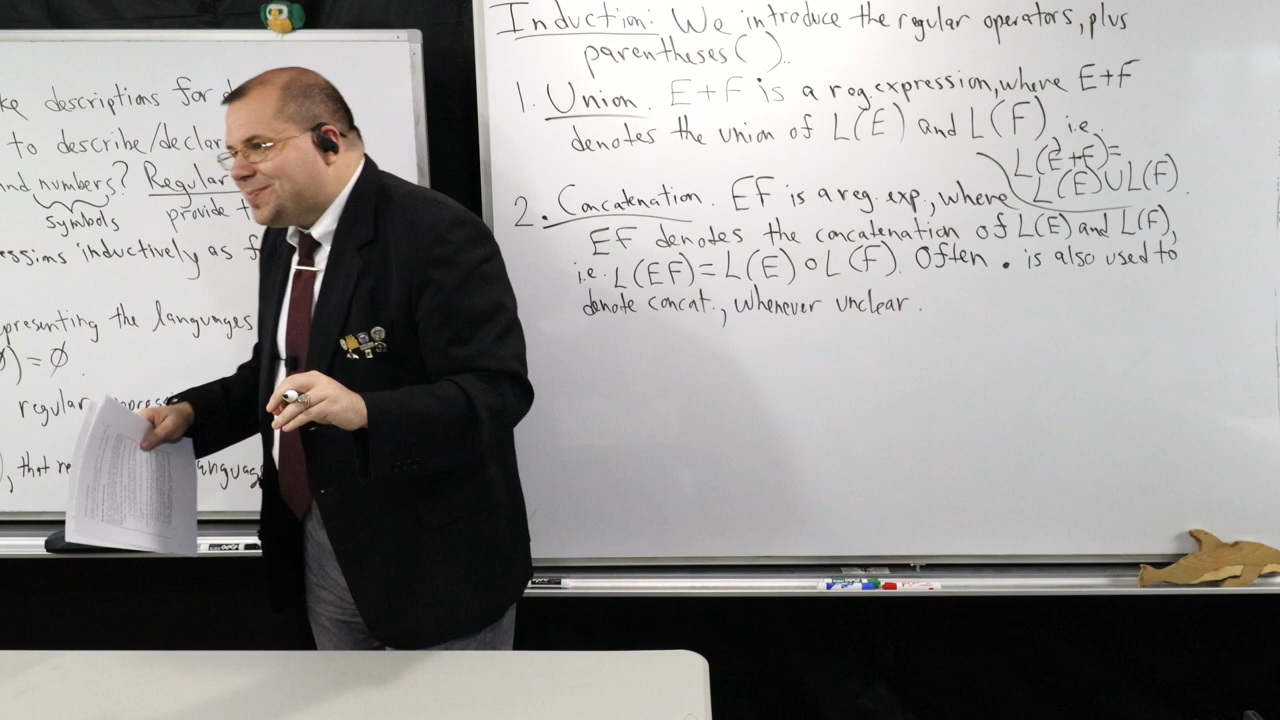 ke descriptions for
to describe/declar
nd numbers? Regular
symbols provide t
essions inductively as f
presenting the languages
) = ∅
regular
), that re languag
Induction: We introduce the regular operators, plus
parentheses ( ).
1. Union. E+F is a reg. expression, where E+F
denotes the union of L(E) and L(F), i.e.
L(E+F)=
L(E)∪L(F).
2. Concatenation. EF is a reg. exp., where
EF denotes the concatenation of L(E) and L(F),
i.e. L(EF) = L(E) ∘ L(F). Often • is also used to
denote concat., whenever unclear.